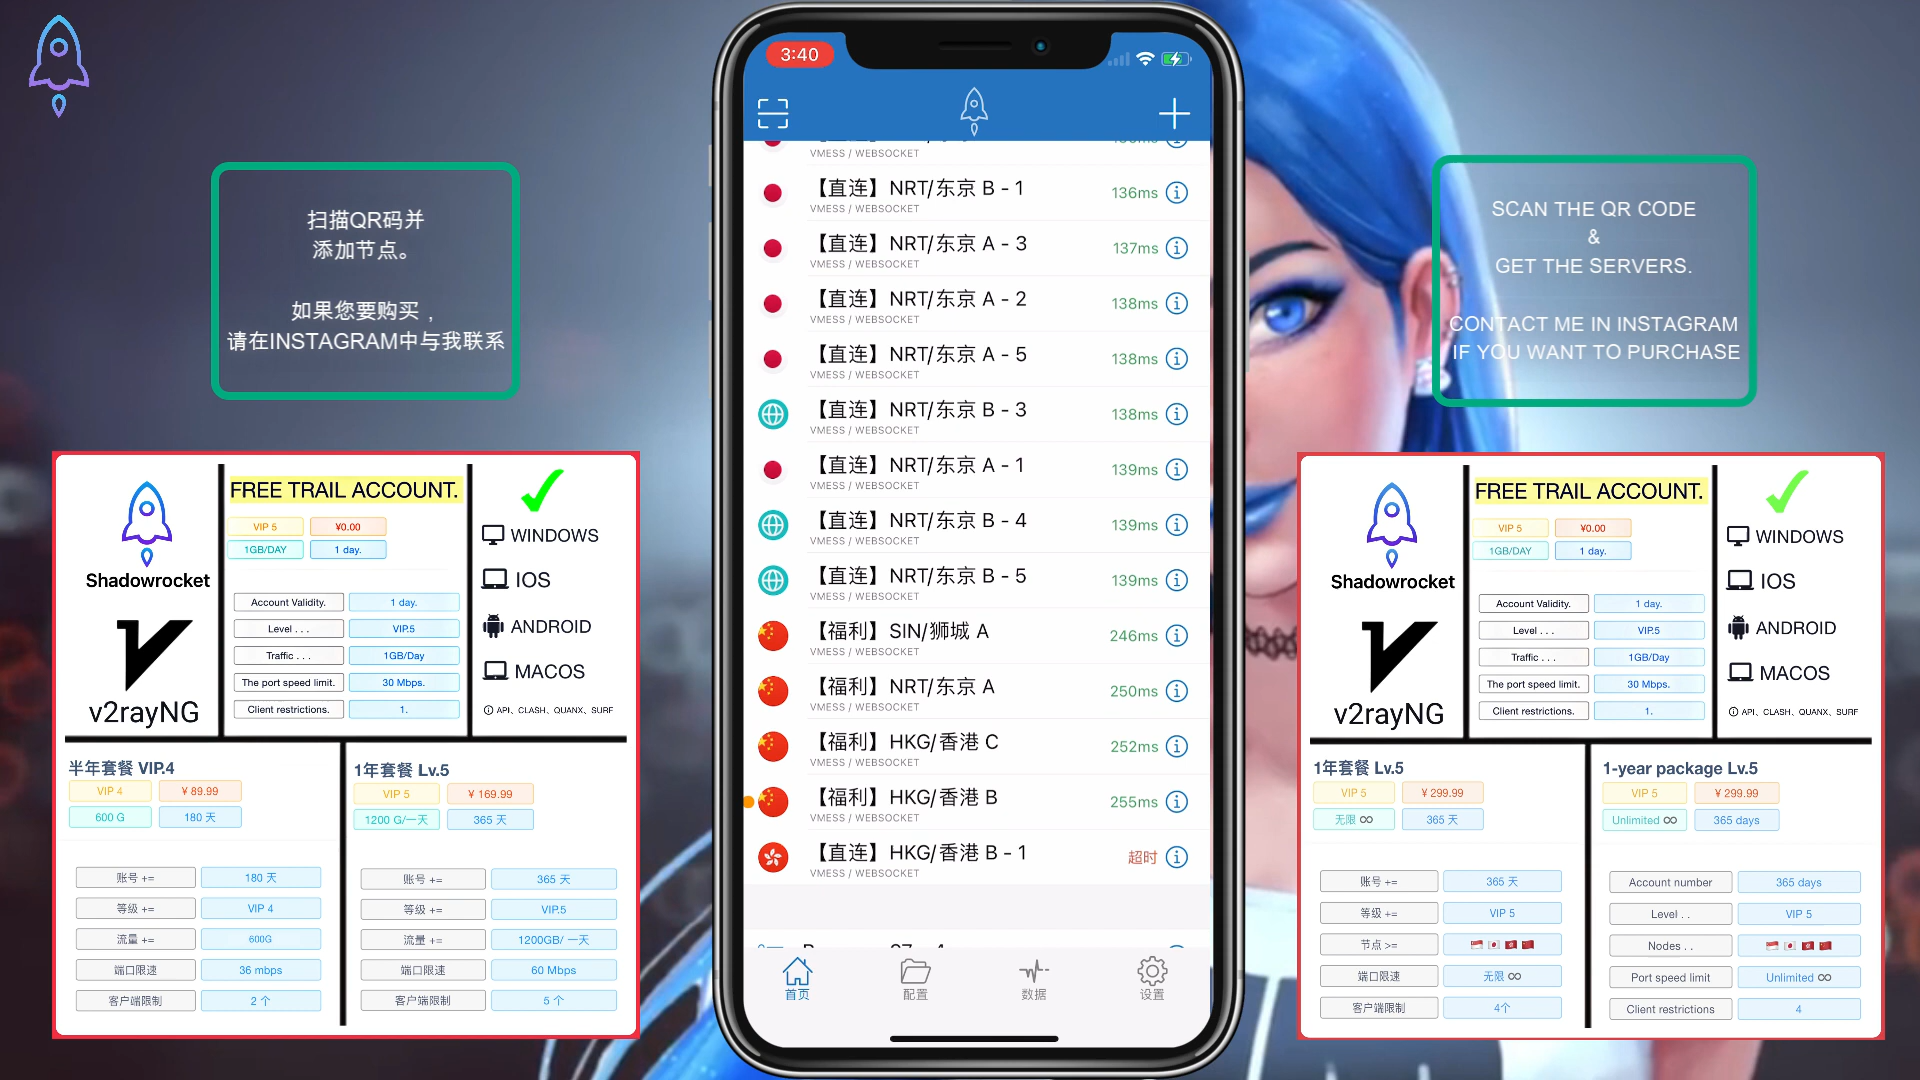 扫描QR码并
添加节点。
如果您要购买，
请在INSTAGRAM中与我联系
Shadowrocket
v2rayNG
FREE TRAIL ACCOUNT.
VIP 5
¥0.00
1GB/DAY
1 day.
Account Validity.
1 day.
Level . . .
VIP.5
Traffic . . .
1GB/Day
The port speed limit.
30 Mbps.
Client restrictions.
1.
WINDOWS
IOS
ANDROID
MACOS
API、CLASH、QUANX、SURF
半年套餐 VIP.4
VIP 4
¥ 89.99
600 G
180 天
账号 +=
180 天
等级 +=
VIP 4
流量 +=
600G
端口限速
36 mbps
客户端限制
2 个
1年套餐 Lv.5
VIP 5
¥ 169.99
1200 G/一天
365 天
账号 +=
365 天
等级 +=
VIP.5
流量 +=
1200GB/ 一天
端口限速
60 Mbps
客户端限制
5 个
3:40
VMESS / WEBSOCKET
【直连】NRT/东京 B - 1
136ms
VMESS / WEBSOCKET
【直连】NRT/东京 A - 3
137ms
VMESS / WEBSOCKET
【直连】NRT/东京 A - 2
138ms
VMESS / WEBSOCKET
【直连】NRT/东京 A - 5
138ms
VMESS / WEBSOCKET
【直连】NRT/东京 B - 3
138ms
VMESS / WEBSOCKET
【直连】NRT/东京 A - 1
139ms
VMESS / WEBSOCKET
【直连】NRT/东京 B - 4
139ms
VMESS / WEBSOCKET
【直连】NRT/东京 B - 5
139ms
VMESS / WEBSOCKET
【福利】SIN/狮城 A
246ms
VMESS / WEBSOCKET
【福利】NRT/东京 A
250ms
VMESS / WEBSOCKET
【福利】HKG/香港 C
252ms
VMESS / WEBSOCKET
【福利】HKG/香港 B
255ms
VMESS / WEBSOCKET
【直连】HKG/香港 B - 1
超时
VMESS / WEBSOCKET
首页
配置
数据
设置
SCAN THE QR CODE
&
GET THE SERVERS.
CONTACT ME IN INSTAGRAM
IF YOU WANT TO PURCHASE
Shadowrocket
v2rayNG
FREE TRAIL ACCOUNT.
VIP 5
¥0.00
1GB/DAY
1 day.
Account Validity.
1 day.
Level . . .
VIP.5
Traffic . . .
1GB/Day
The port speed limit.
30 Mbps.
Client restrictions.
1.
WINDOWS
IOS
ANDROID
MACOS
API、CLASH、QUANX、SURF
1年套餐 Lv.5
VIP 5
¥ 299.99
无限 ∞
365 天
账号 +=
365 天
等级 +=
VIP 5
节点 >=
端口限速
无限 ∞
客户端限制
4个
1-year package Lv.5
VIP 5
¥ 299.99
Unlimited ∞
365 days
Account number
365 days
Level . .
VIP 5
Nodes . .
Port speed limit
Unlimited ∞
Client restrictions
4